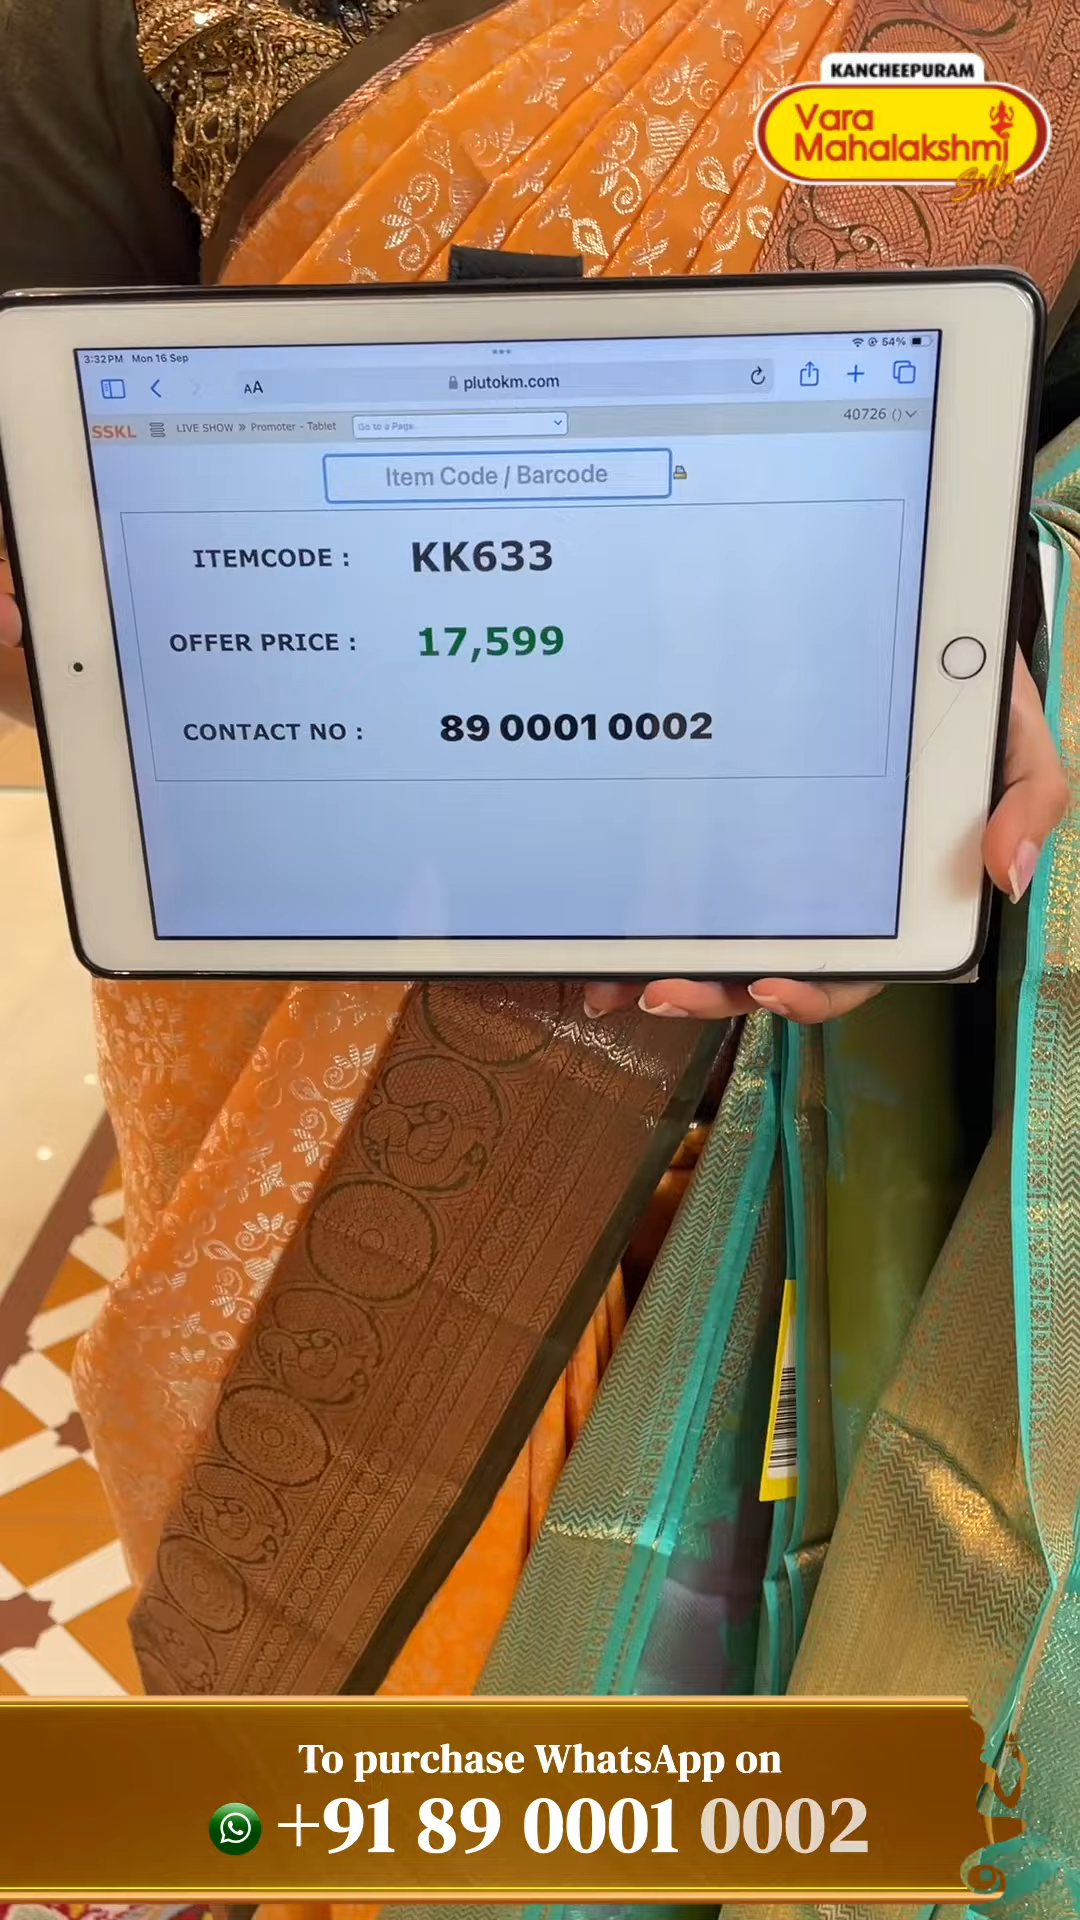 KANCHEEPURAM
Vara
Mahalakshmi
Silks
3:32 PM Mon 16 Sep
54%
AA
plutokm.com
SSKL
LIVE SHOW » Promoter - Tablet
Go to a Page
40726 ()
Item Code / Barcode
ITEMCODE : KK633
OFFER PRICE : 17,599
CONTACT NO : 89 0001 0002
To purchase WhatsApp on
+91 89 0001 0002